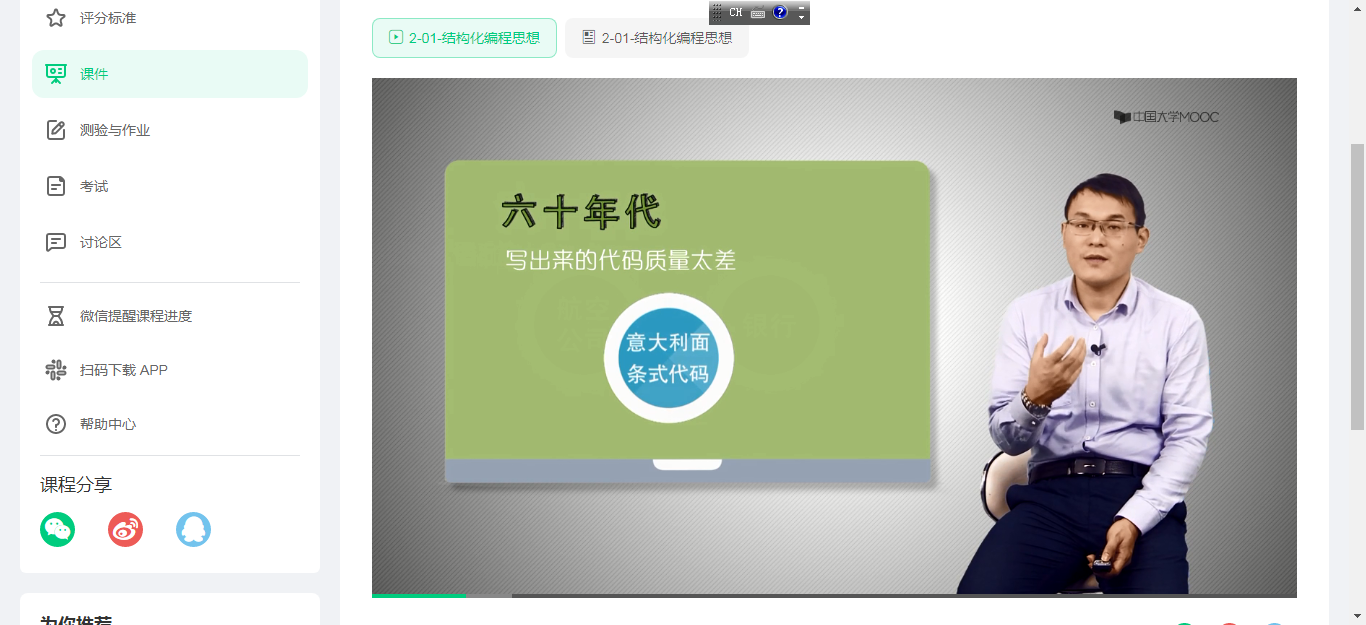 评分标准
课件
测验与作业
考试
讨论区
微信提醒课程进度
扫码下载 APP
帮助中心
课程分享
为你推荐
CH
2-01-结构化编程思想
2-01-结构化编程思想
中国大学MOOC
六十年代
写出来的代码质量太差
航空
公司
银行
意大利面
条式代码